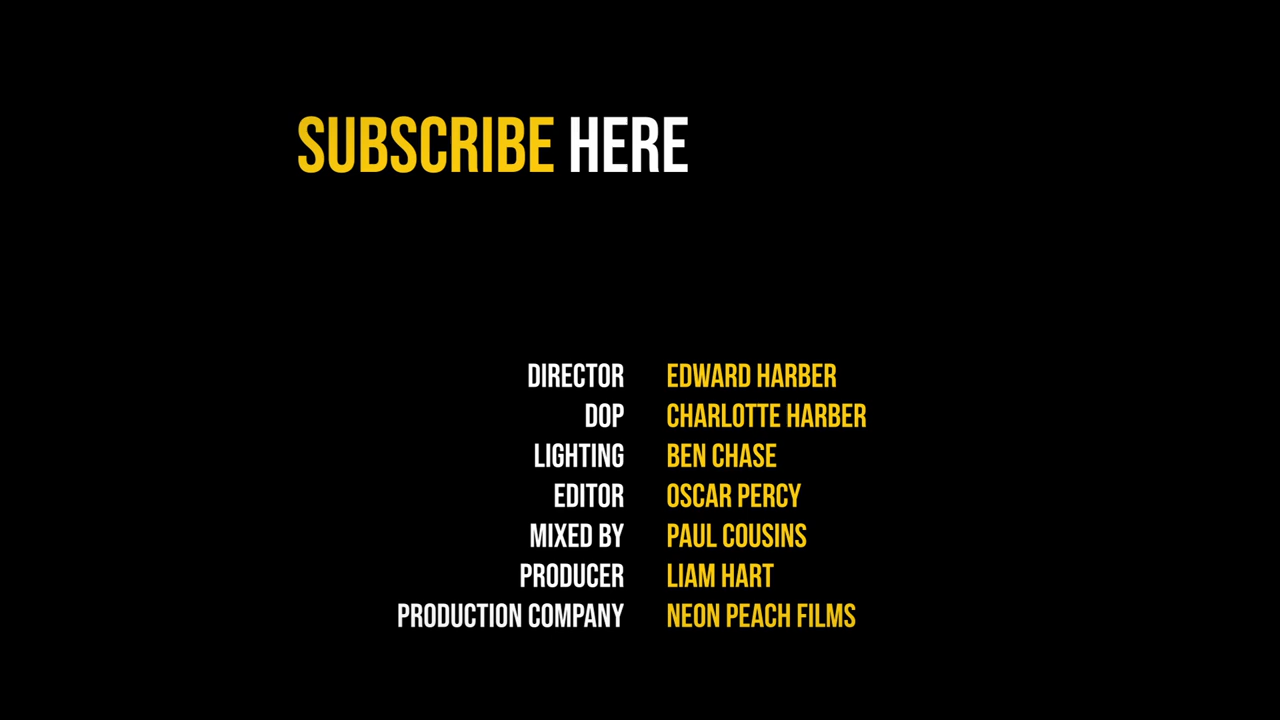 SUBSCRIBE HERE
DIRECTOR EDWARD HARBER
DOP CHARLOTTE HARBER
LIGHTING BEN CHASE
EDITOR OSCAR PERCY
MIXED BY PAUL COUSINS
PRODUCER LIAM HART
PRODUCTION COMPANY NEON PEACH FILMS